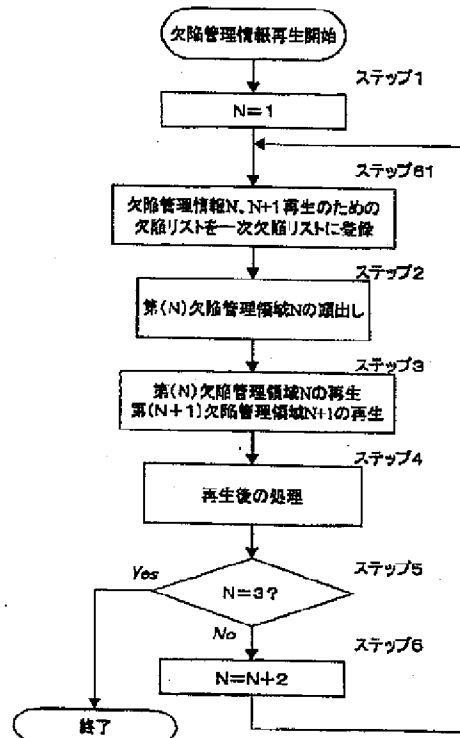 欠陥管理情報再生開始
ステップ1
N=1
ステップ61
欠陥管理情報N、N+1再生のための
欠陥リストを一次欠陥リストに登録
ステップ2
第(N)欠陥管理領域Nの頭出し
ステップ3
第(N)欠陥管理領域Nの再生
第(N+1)欠陥管理領域N+1の再生
ステップ4
再生後の処理
ステップ5
Yes
N=3?
No
ステップ6
N=N+2
終了